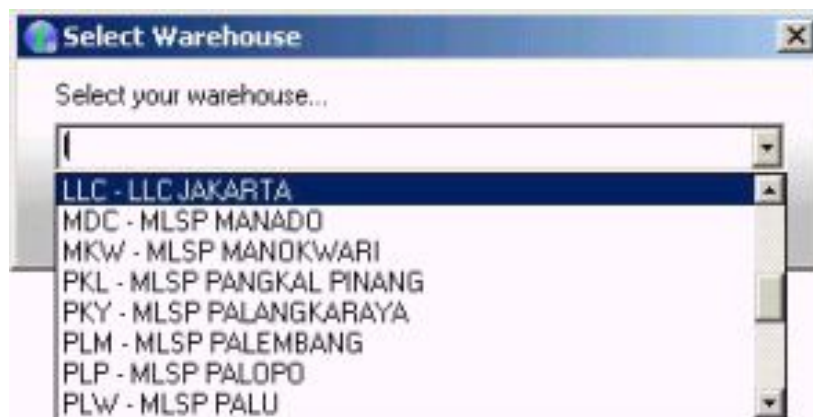 Select Warehouse
Select your warehouse...
LLC - LLC JAKARTA
MDC - MLSP MANADO
MKW - MLSP MANOKWARI
PKL - MLSP PANGKAL PINANG
PKY - MLSP PALANGKARAYA
PLM - MLSP PALEMBANG
PLP - MLSP PALOPO
PLW - MLSP PALU